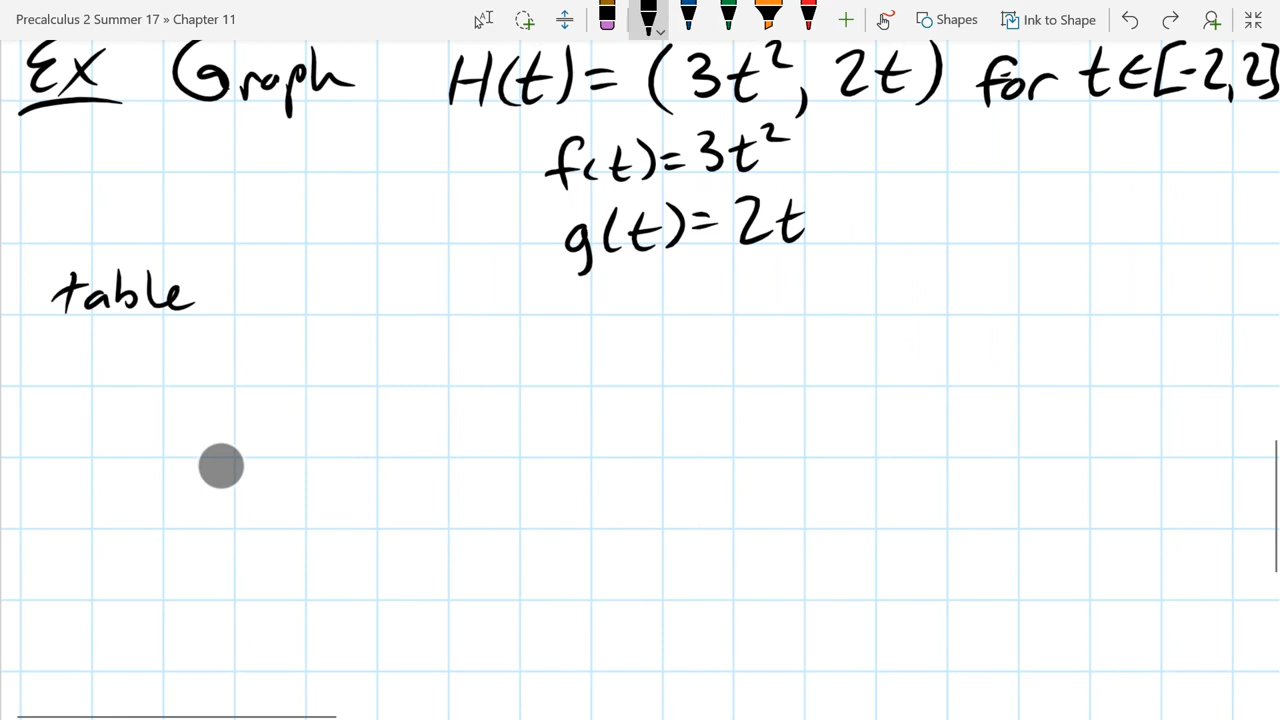 Precalculus 2 Summer 17 » Chapter 11
Shapes
Ink to Shape
Ex Graph H(t) = (3t², 2t) for t∈[-2,2]
f(t) = 3t²
g(t) = 2t
table